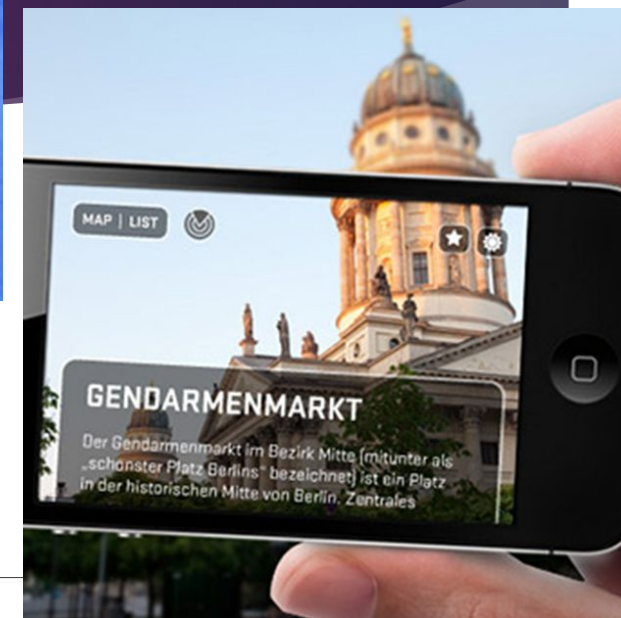 MAP | LIST
GENDARMENMARKT
Der Gendarmenmarkt im Bezirk Mitte (mitunter als
„schönster Platz Berlins“ bezeichnet) ist ein Platz
in der historischen Mitte von Berlin. Zentrales